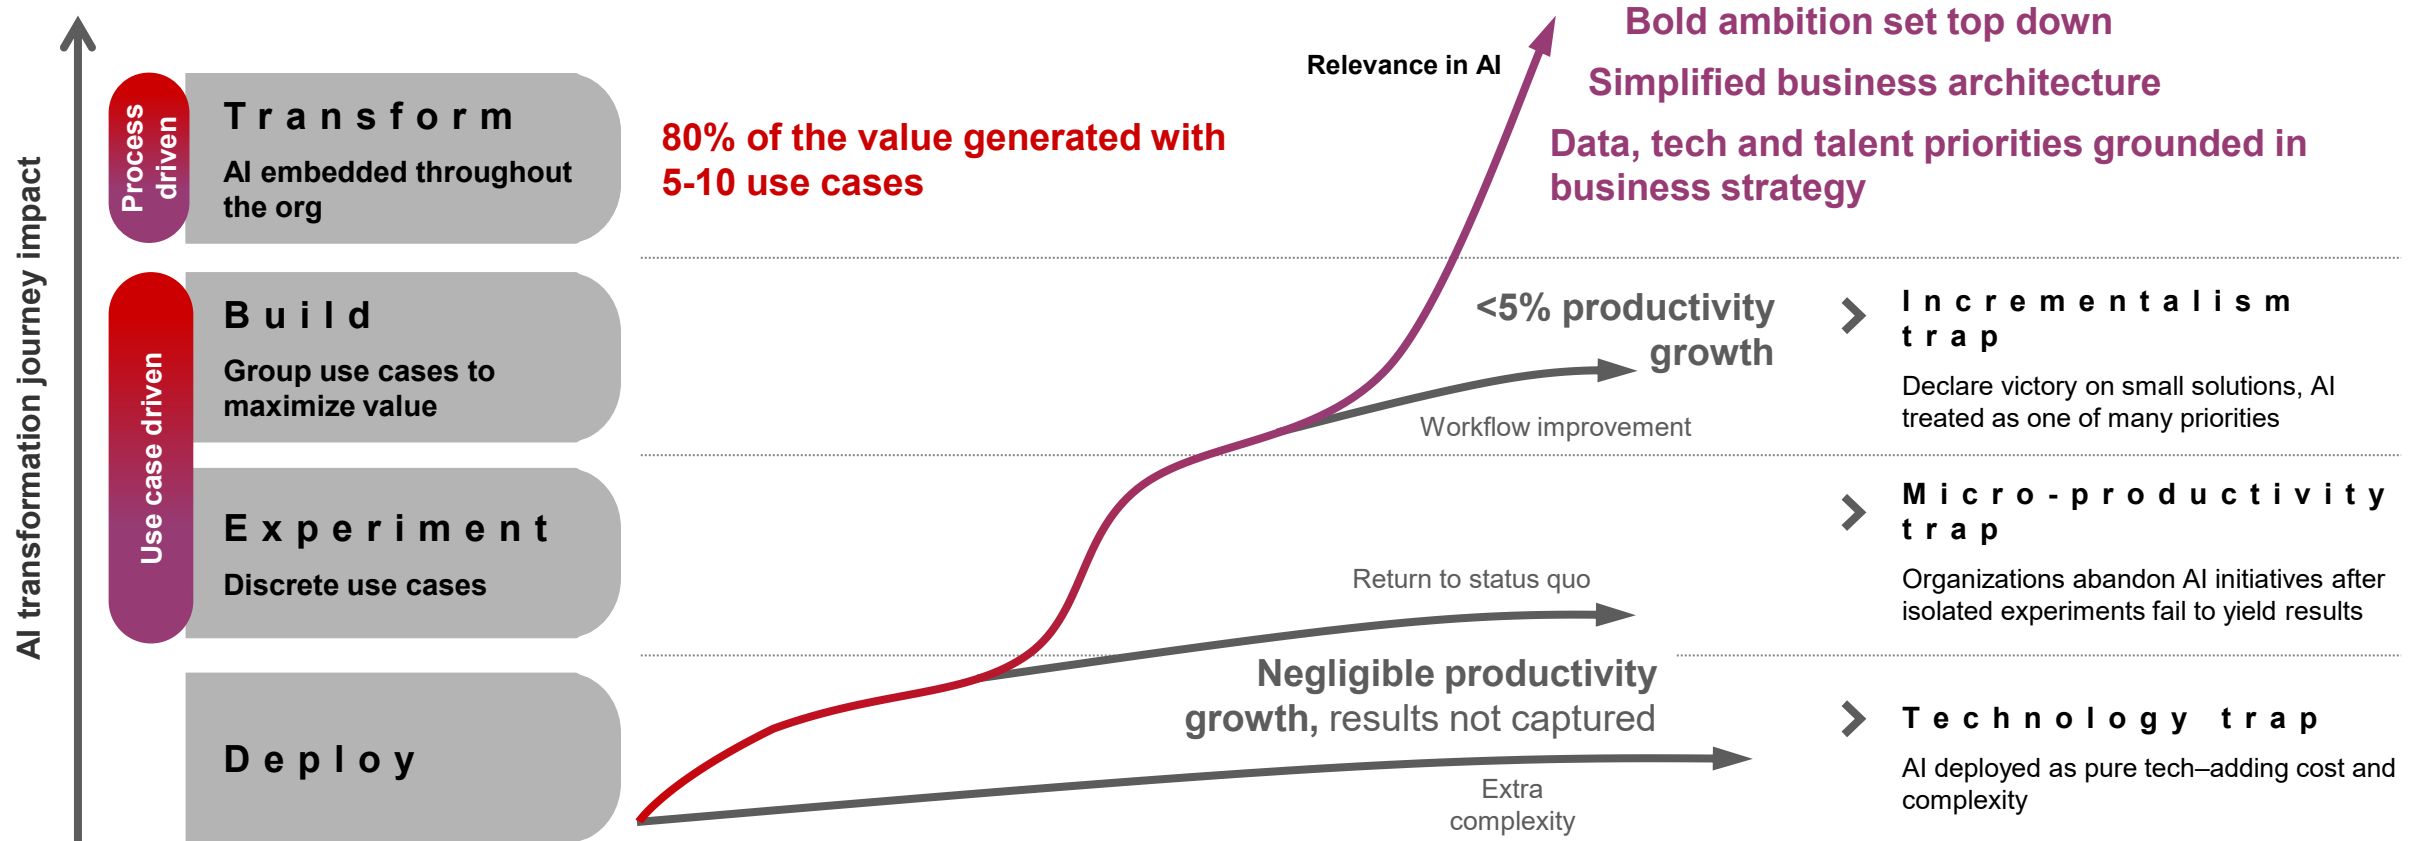 AI transformation journey impact
Process
driven
Transform
AI embedded throughout
the org
80% of the value generated with
5-10 use cases
Relevance in AI
Bold ambition set top down
Simplified business architecture
Data, tech and talent priorities grounded in
business strategy
Use case driven
Build
Group use cases to
maximize value
<5% productivity
growth
Workflow improvement
Incrementalism
trap
Declare victory on small solutions, AI
treated as one of many priorities
Experiment
Discrete use cases
Return to status quo
Micro-productivity
trap
Organizations abandon AI initiatives after
isolated experiments fail to yield results
Deploy
Negligible productivity
growth, results not captured
Extra
complexity
Technology trap
AI deployed as pure tech–adding cost and
complexity